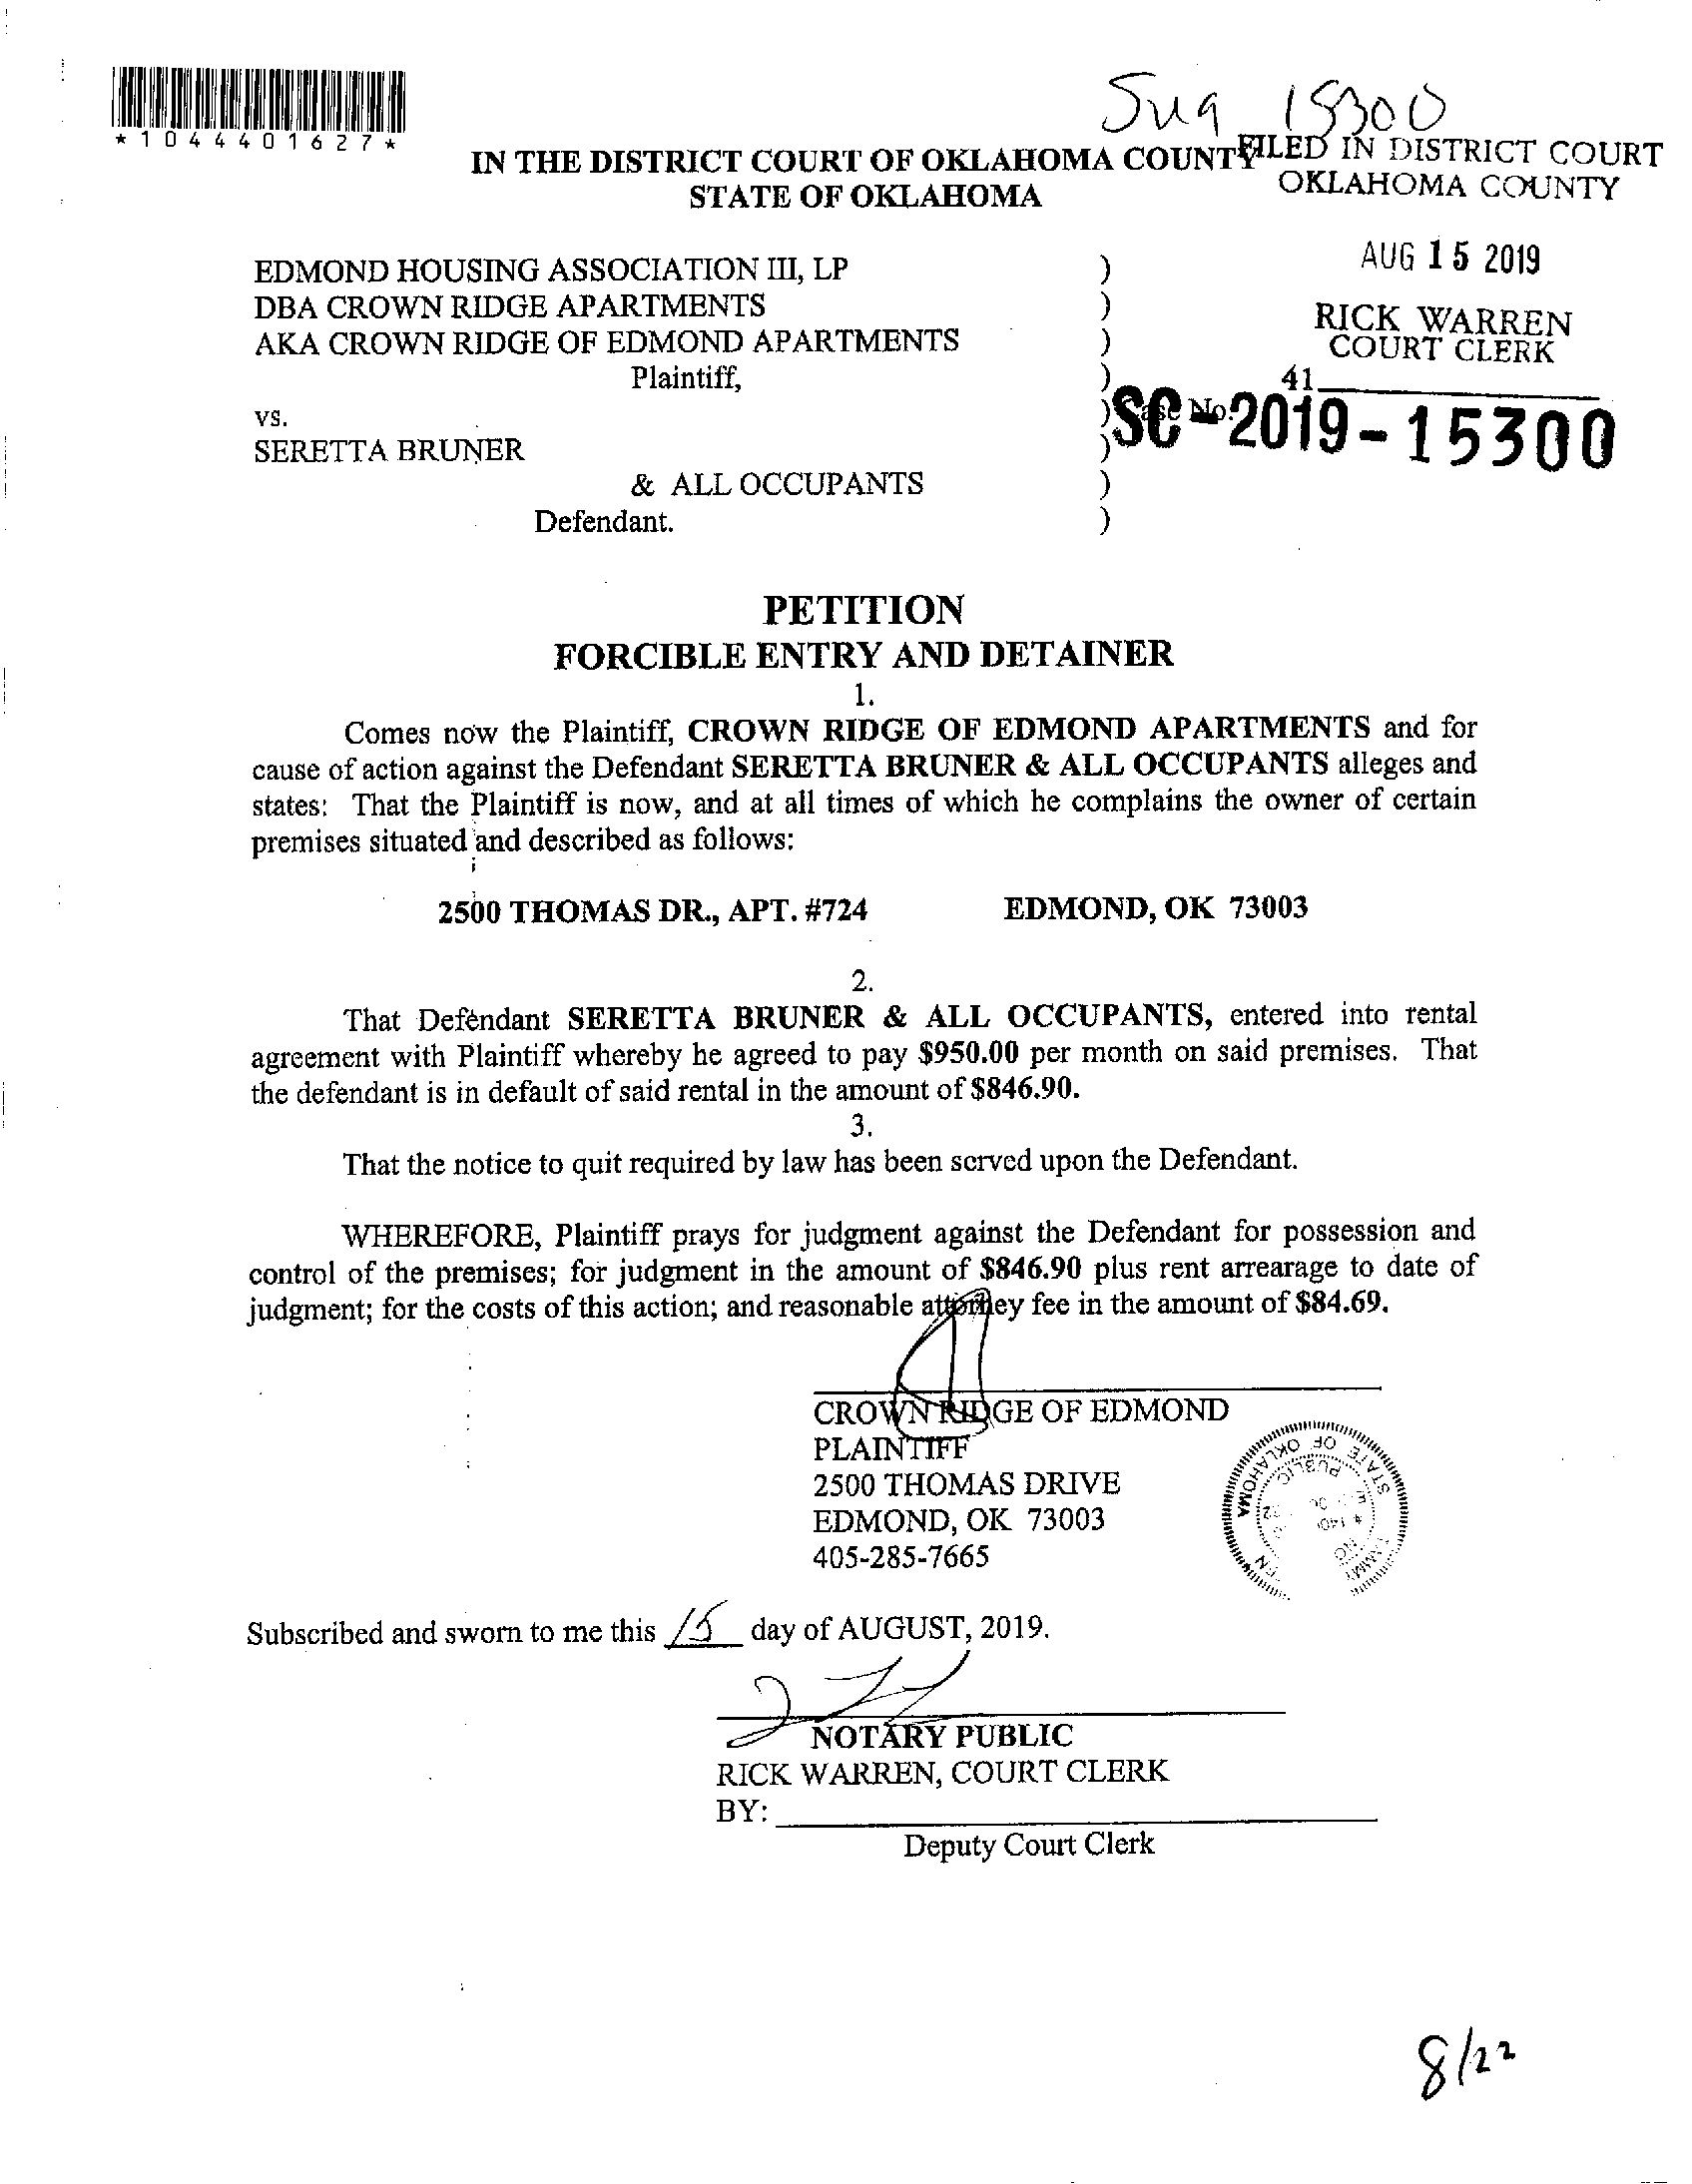 *1044401627*
15300
IN THE DISTRICT COURT OF OKLAHOMA COUNTY
STATE OF OKLAHOMA
FILED IN DISTRICT COURT
OKLAHOMA COUNTY
AUG 15 2019
RICK WARREN
COURT CLERK
41
EDMOND HOUSING ASSOCIATION III, LP )
DBA CROWN RIDGE APARTMENTS )
AKA CROWN RIDGE OF EDMOND APARTMENTS )
Plaintiff, )
vs. ) Case No.
SC-2019-15300
SERETTA BRUNER )
& ALL OCCUPANTS )
Defendant. )
PETITION
FORCIBLE ENTRY AND DETAINER
1.
Comes now the Plaintiff, CROWN RIDGE OF EDMOND APARTMENTS and for
cause of action against the Defendant SERETTA BRUNER & ALL OCCUPANTS alleges and
states: That the Plaintiff is now, and at all times of which he complains the owner of certain
premises situated and described as follows:
2500 THOMAS DR., APT. #724 EDMOND, OK 73003
2.
That Defendant SERETTA BRUNER & ALL OCCUPANTS, entered into rental
agreement with Plaintiff whereby he agreed to pay $950.00 per month on said premises. That
the defendant is in default of said rental in the amount of $846.90.
3.
That the notice to quit required by law has been served upon the Defendant.
WHEREFORE, Plaintiff prays for judgment against the Defendant for possession and
control of the premises; for judgment in the amount of $846.90 plus rent arrearage to date of
judgment; for the costs of this action; and reasonable attorney fee in the amount of $84.69.
CROWN RIDGE OF EDMOND
PLAINTIFF
2500 THOMAS DRIVE
EDMOND, OK 73003
405-285-7665
STATE OF OKLAHOMA
PUBLIC
Subscribed and sworn to me this 15 day of AUGUST, 2019.
NOTARY PUBLIC
RICK WARREN, COURT CLERK
BY:
Deputy Court Clerk
8/22